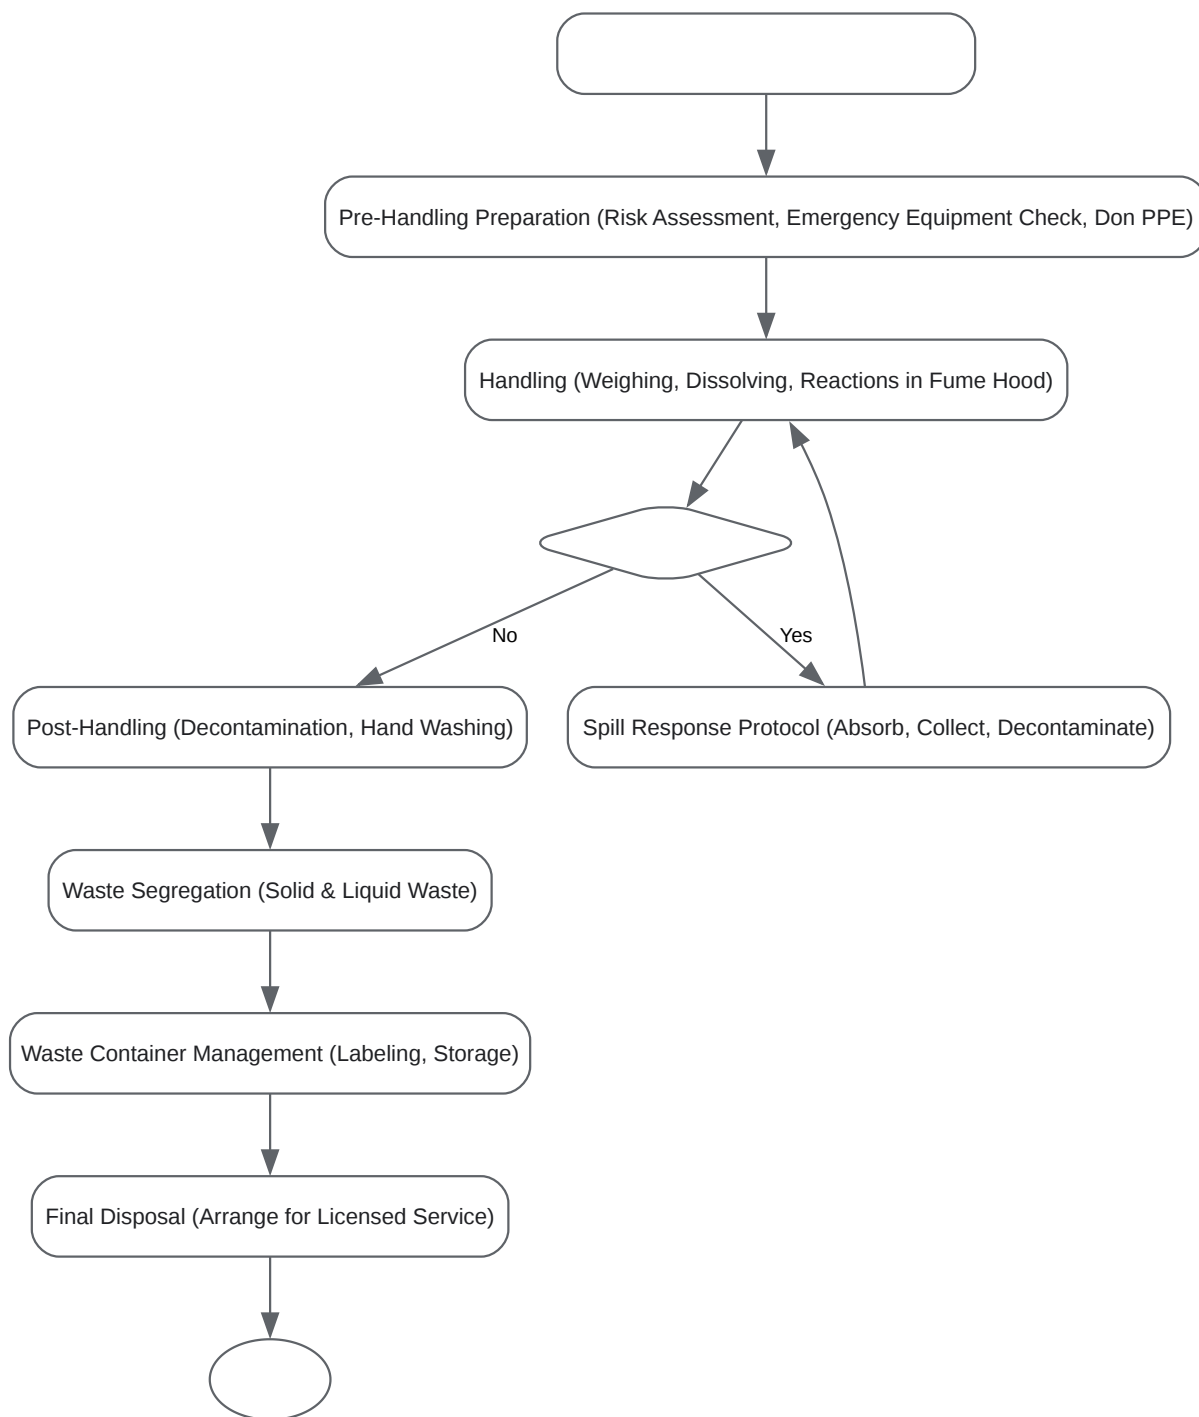 Pre-Handling Preparation (Risk Assessment, Emergency Equipment Check, Don PPE)
Handling (Weighing, Dissolving, Reactions in Fume Hood)
No
Yes
Post-Handling (Decontamination, Hand Washing)
Spill Response Protocol (Absorb, Collect, Decontaminate)
Waste Segregation (Solid & Liquid Waste)
Waste Container Management (Labeling, Storage)
Final Disposal (Arrange for Licensed Service)